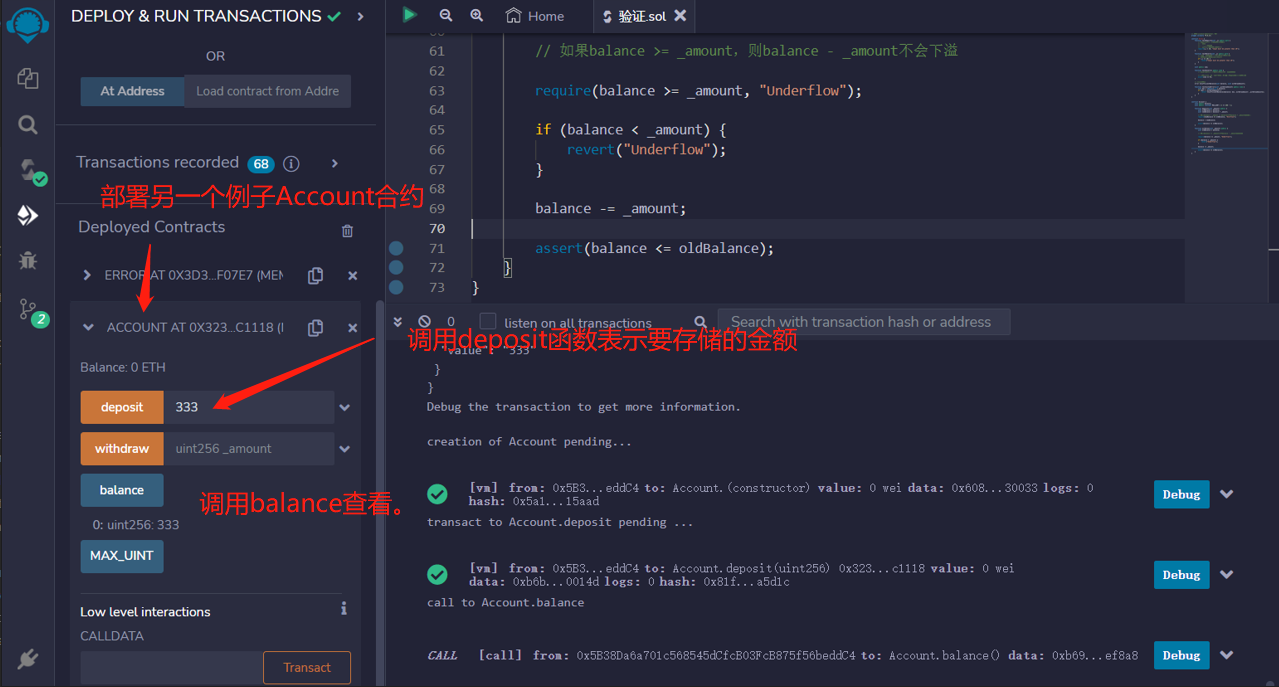 DEPLOY & RUN TRANSACTIONS
OR
At Address
Load contract from Addre
Transactions recorded 68
部署另一个例子Account合约
Deployed Contracts
ERROR AT 0X3D3...F07E7 (MEM
2
ACCOUNT AT 0X323...C1118 (I
Balance: 0 ETH
deposit
333
withdraw
uint256 _amount
balance
调用balance查看。
0: uint256: 333
MAX_UINT
Low level interactions
CALLDATA
Transact
Home
验证.sol
61 // 如果balance >= _amount，则balance - _amount不会下溢
62
63 require(balance >= _amount, "Underflow");
64
65 if (balance < _amount) {
66 revert("Underflow");
67 }
68
69 balance -= _amount;
70
71 assert(balance <= oldBalance);
72 }
73 }
0
listen on all transactions
Search with transaction hash or address
调用deposit函数表示要存储的金额
"value": "333"
}
}
Debug the transaction to get more information.
creation of Account pending...
[vm] from: 0x5B3...eddC4 to: Account.(constructor) value: 0 wei data: 0x608...30033 logs: 0
hash: 0x5a1...15aad
Debug
transact to Account.deposit pending ...
[vm] from: 0x5B3...eddC4 to: Account.deposit(uint256) 0x323...c1118 value: 0 wei
data: 0xb6b...0014d logs: 0 hash: 0x81f...a5d1c
Debug
call to Account.balance
CALL [call] from: 0x5B38Da6a701c568545dCfcB03FcB875f56beddC4 to: Account.balance() data: 0xb69...ef8a8
Debug